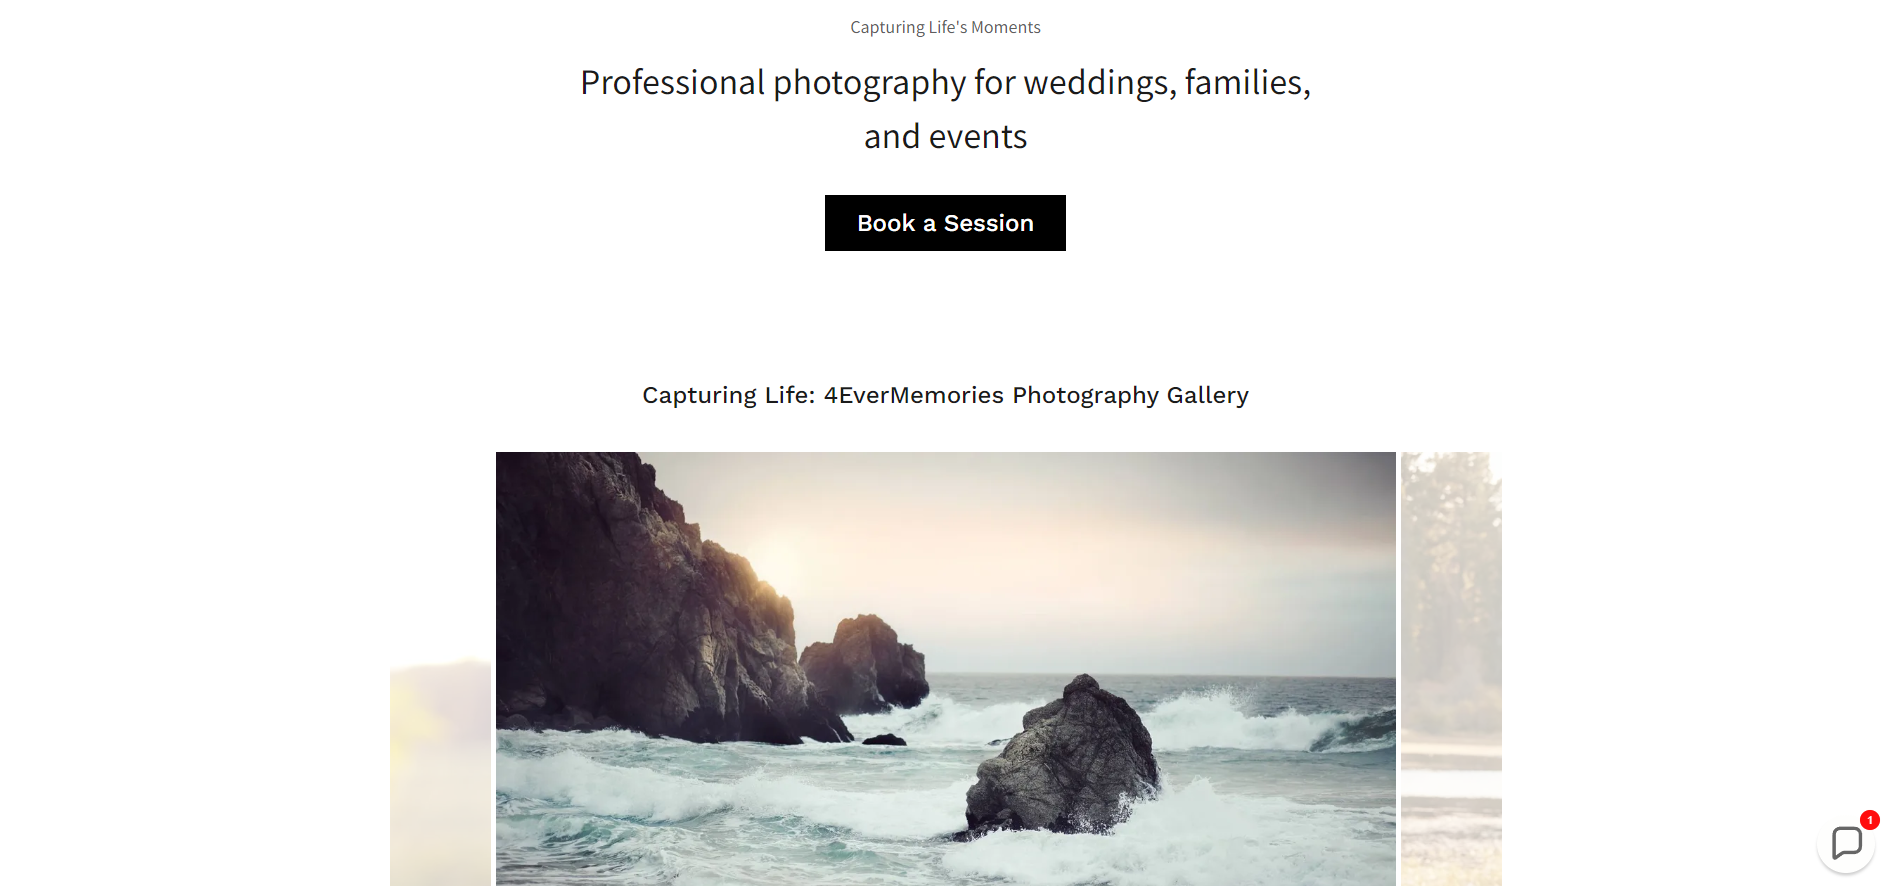 Capturing Life's Moments
Professional photography for weddings, families,
and events
Book a Session
Capturing Life: 4EverMemories Photography Gallery
1